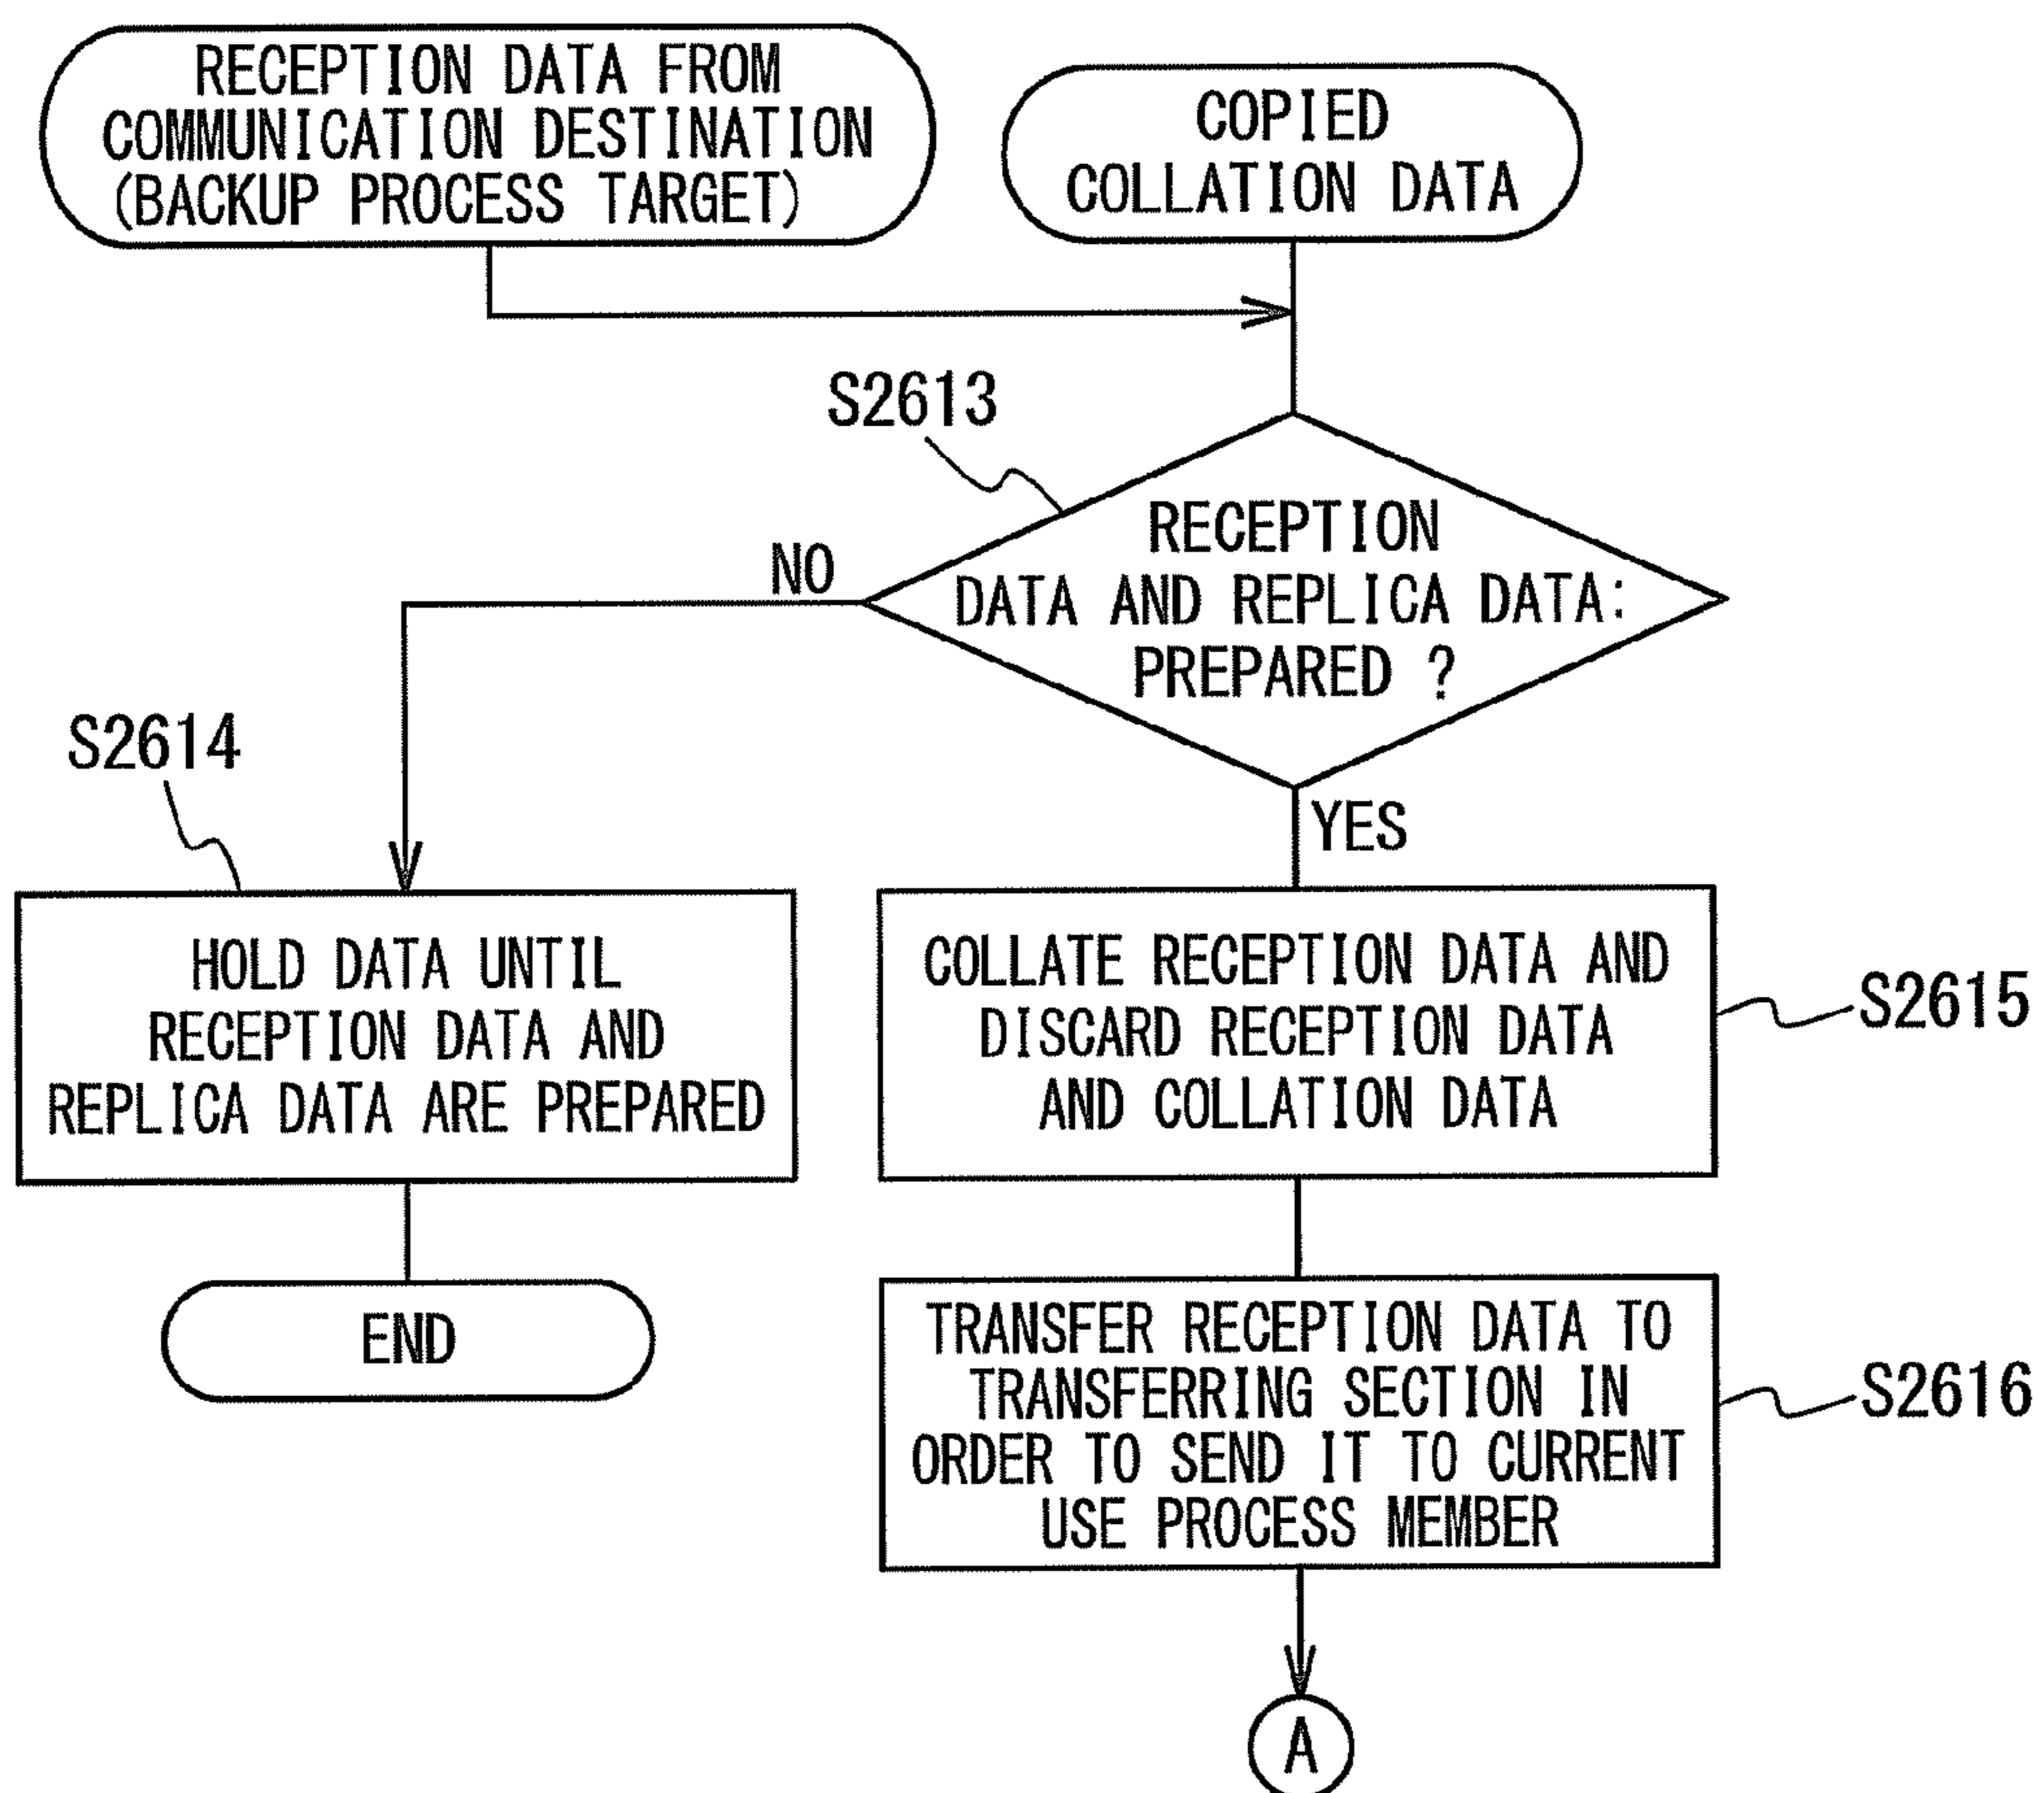 RECEPTION DATA FROM
COMMUNICATION DESTINATION
(BACKUP PROCESS TARGET)
COPIED
COLLATION DATA
S2613
RECEPTION
DATA AND REPLICA DATA:
PREPARED ?
NO
YES
S2614
HOLD DATA UNTIL
RECEPTION DATA AND
REPLICA DATA ARE PREPARED
END
COLLATE RECEPTION DATA AND
DISCARD RECEPTION DATA
AND COLLATION DATA
S2615
TRANSFER RECEPTION DATA TO
TRANSFERRING SECTION IN
ORDER TO SEND IT TO CURRENT
USE PROCESS MEMBER
S2616
A